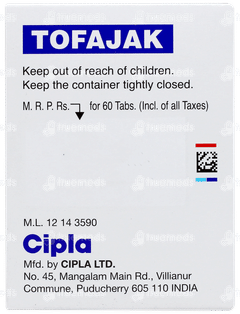 TOFAJAK
Keep out of reach of children.
Keep the container tightly closed.
M. R. P. Rs. for 60 Tabs. (Incl. of all Taxes)
M.L. 12 14 3590
Cipla
Mfd. by CIPLA LTD.
No. 45, Mangalam Main Rd., Villianur
Commune, Puducherry 605 110 INDIA